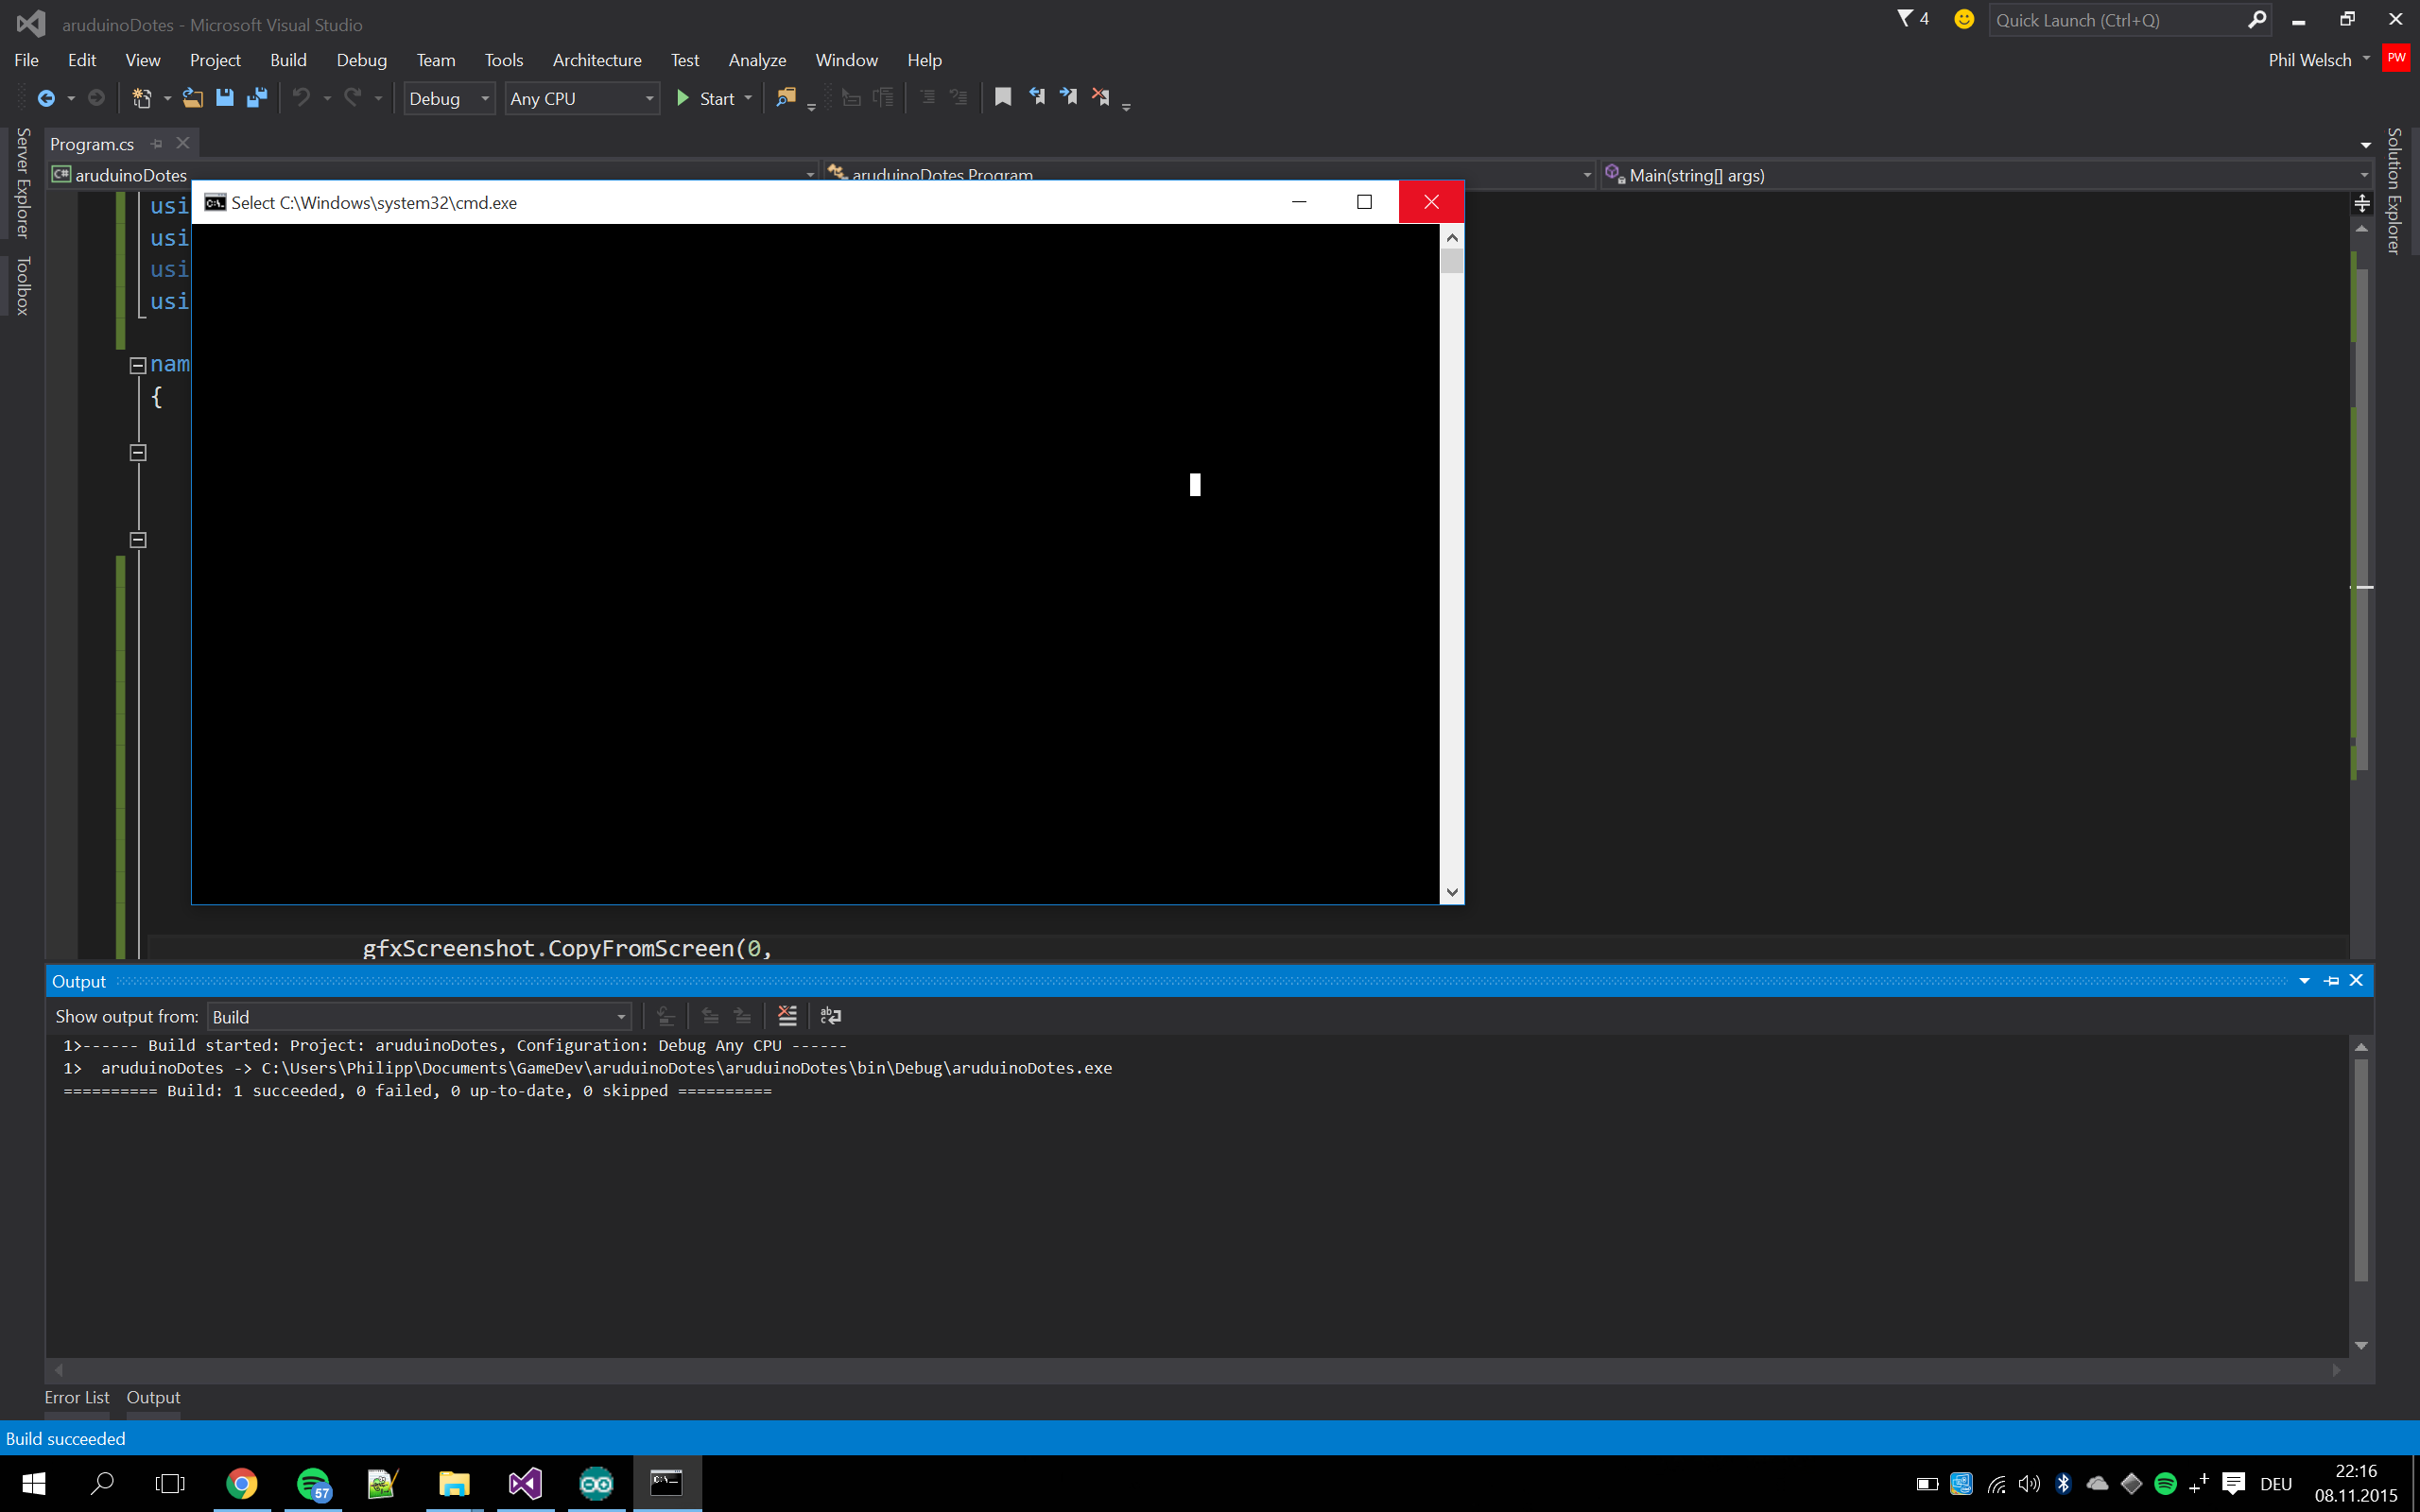 aruduinoDotes - Microsoft Visual Studio
4
Quick Launch (Ctrl+Q)
File Edit View Project Build Debug Team Tools Architecture Test Analyze Window Help
Phil Welsch
PW
Debug
Any CPU
Start
Server Explorer
Toolbox
Solution Explorer
Program.cs
C# aruduinoDotes
aruduinoDotes.Program
Main(string[] args)
Select C:\Windows\system32\cmd.exe
usi
usi
usi
usi
nam
{
gfxScreenshot.CopyFromScreen(0,
Output
Show output from: Build
1>------ Build started: Project: aruduinoDotes, Configuration: Debug Any CPU ------
1>  aruduinoDotes -> C:\Users\Philipp\Documents\GameDev\aruduinoDotes\aruduinoDotes\bin\Debug\aruduinoDotes.exe
========== Build: 1 succeeded, 0 failed, 0 up-to-date, 0 skipped ==========
Error List Output
Build succeeded
57
DEU
22:16
08.11.2015